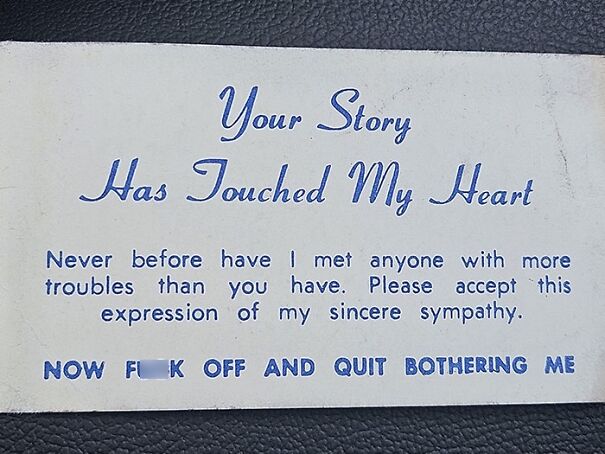 Your Story
Has Touched My Heart
Never before have I met anyone with more
troubles than you have. Please accept this
expression of my sincere sympathy.
NOW F K OFF AND QUIT BOTHERING ME